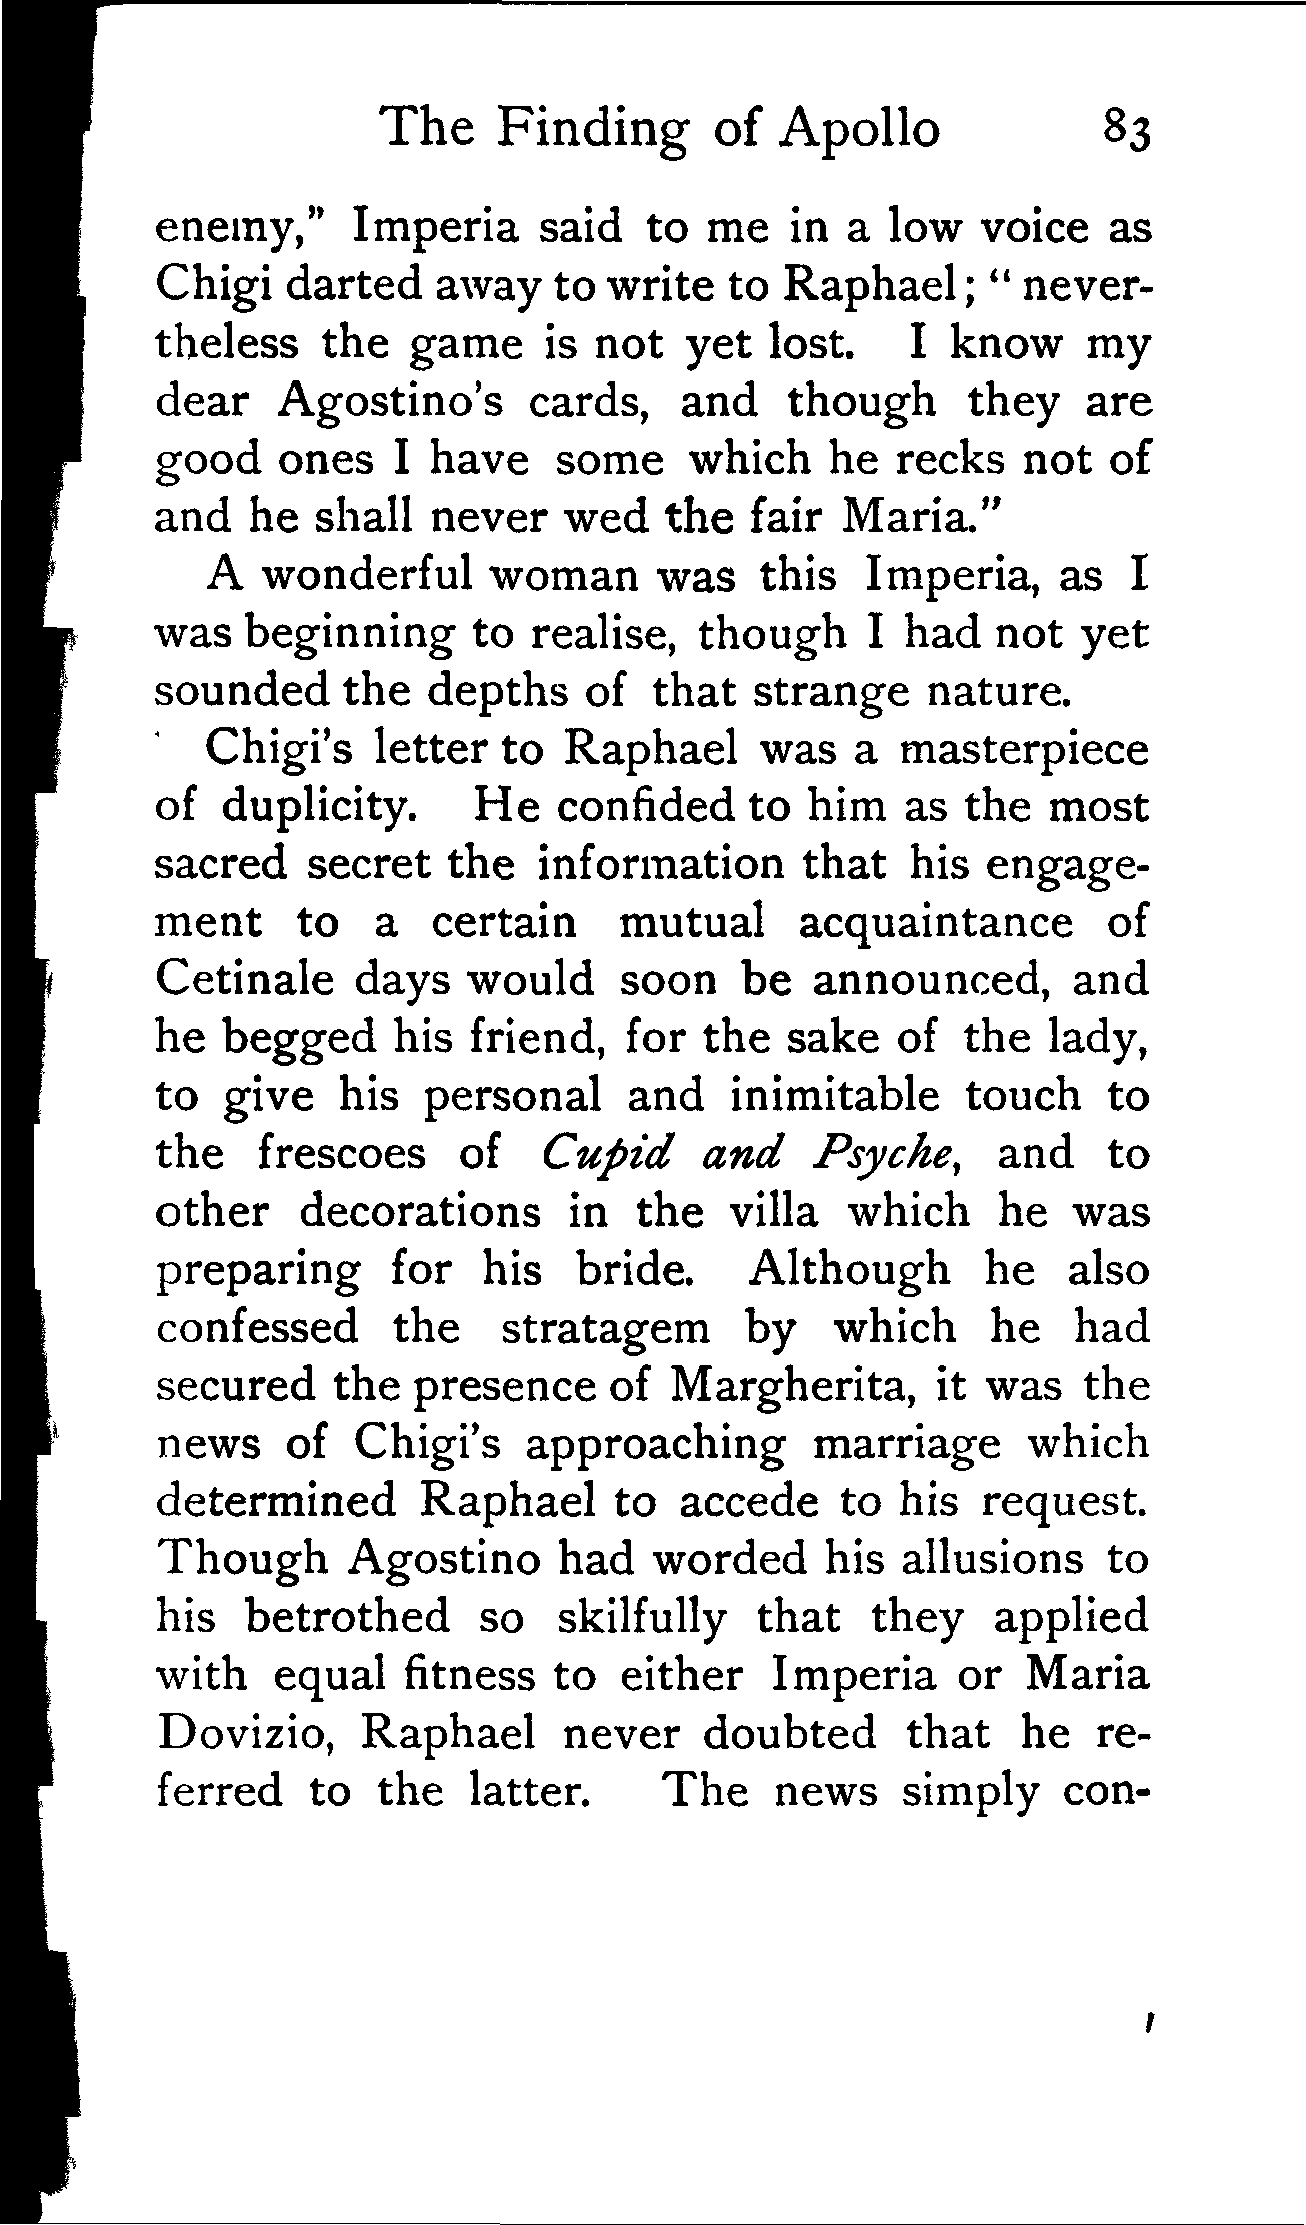 The Finding of Apollo 83
enemy," Imperia said to me in a low voice as
Chigi darted away to write to Raphael; "never-
theless the game is not yet lost. I know my
dear Agostino's cards, and though they are
good ones I have some which he recks not of
and he shall never wed the fair Maria."
A wonderful woman was this Imperia, as I
was beginning to realise, though I had not yet
sounded the depths of that strange nature.
Chigi's letter to Raphael was a masterpiece
of duplicity. He confided to him as the most
sacred secret the information that his engage-
ment to a certain mutual acquaintance of
Cetinale days would soon be announced, and
he begged his friend, for the sake of the lady,
to give his personal and inimitable touch to
the frescoes of Cupid and Psyche, and to
other decorations in the villa which he was
preparing for his bride. Although he also
confessed the stratagem by which he had
secured the presence of Margherita, it was the
news of Chigi's approaching marriage which
determined Raphael to accede to his request.
Though Agostino had worded his allusions to
his betrothed so skilfully that they applied
with equal fitness to either Imperia or Maria
Dovizio, Raphael never doubted that he re-
ferred to the latter. The news simply con-